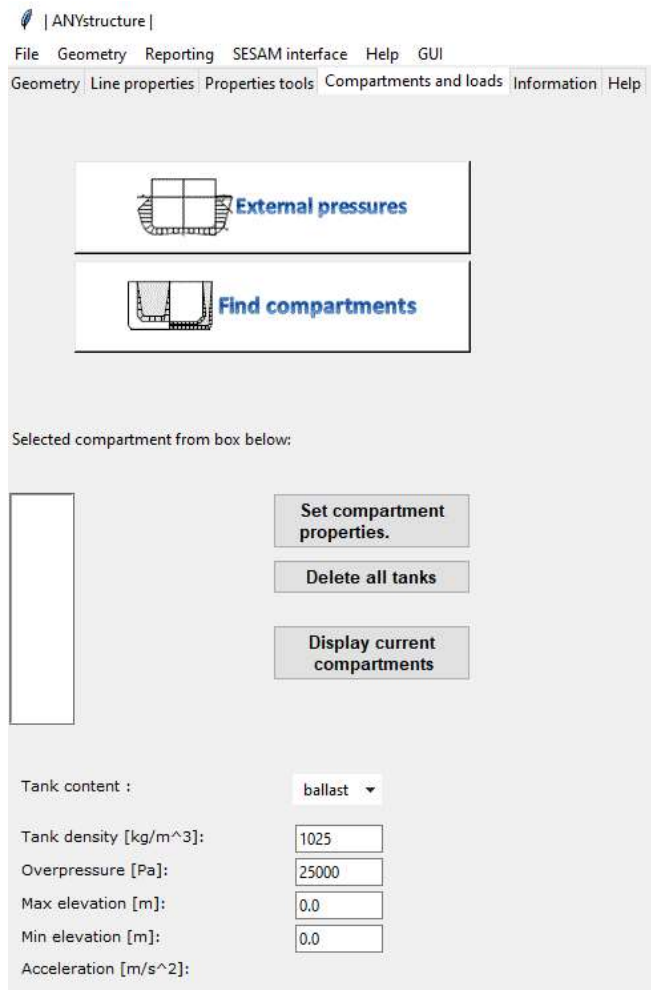 | ANYstructure |
File Geometry Reporting SESAM interface Help GUI
Geometry Line properties Properties tools Compartments and loads Information Help
External pressures
Find compartments
Selected compartment from box below:
Set compartment
properties.
Delete all tanks
Display current
compartments
Tank content : ballast
Tank density [kg/m^3]: 1025
Overpressure [Pa]: 25000
Max elevation [m]: 0.0
Min elevation [m]: 0.0
Acceleration [m/s^2]: